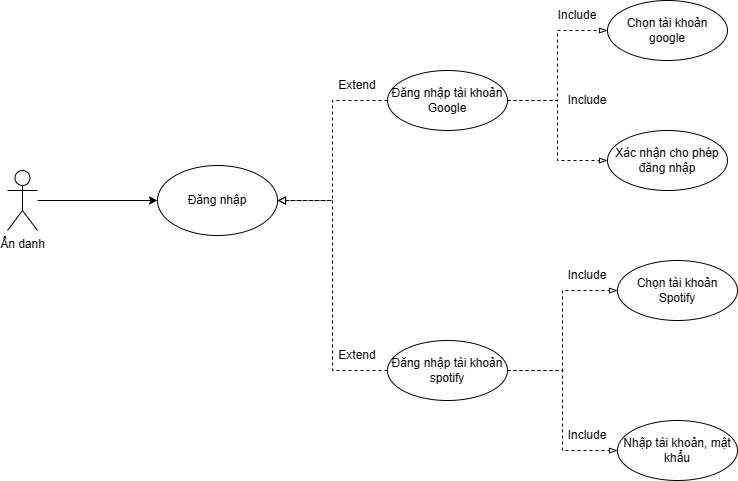 Include
Chọn tài khoản
google
Extend
Đăng nhập tài khoản
Google
Include
Xác nhận cho phép
đăng nhập
Đăng nhập
Ẩn danh
Include
Chọn tài khoản
Spotify
Extend
Đăng nhập tài khoản
spotify
Include
Nhập tài khoản, mật
khẩu